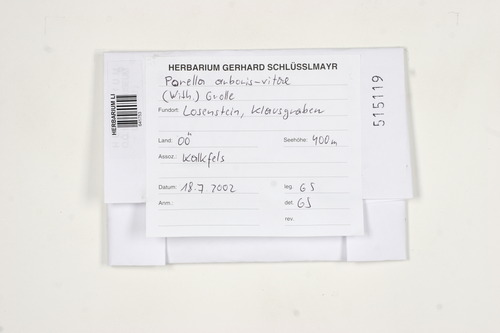 HERBARIUM GERHARD SCHLÜSSLMAYR
Porella arboris-vitae
(With.) Grolle
Fundort: Losenstein, Klausgraben
Land: OÖ Seehöhe: 400m
Assoz.: Kalkfels
Datum: 18.7.2002 leg. GS
Anm.: det. GS
rev.
HERBARIUM LI
515119